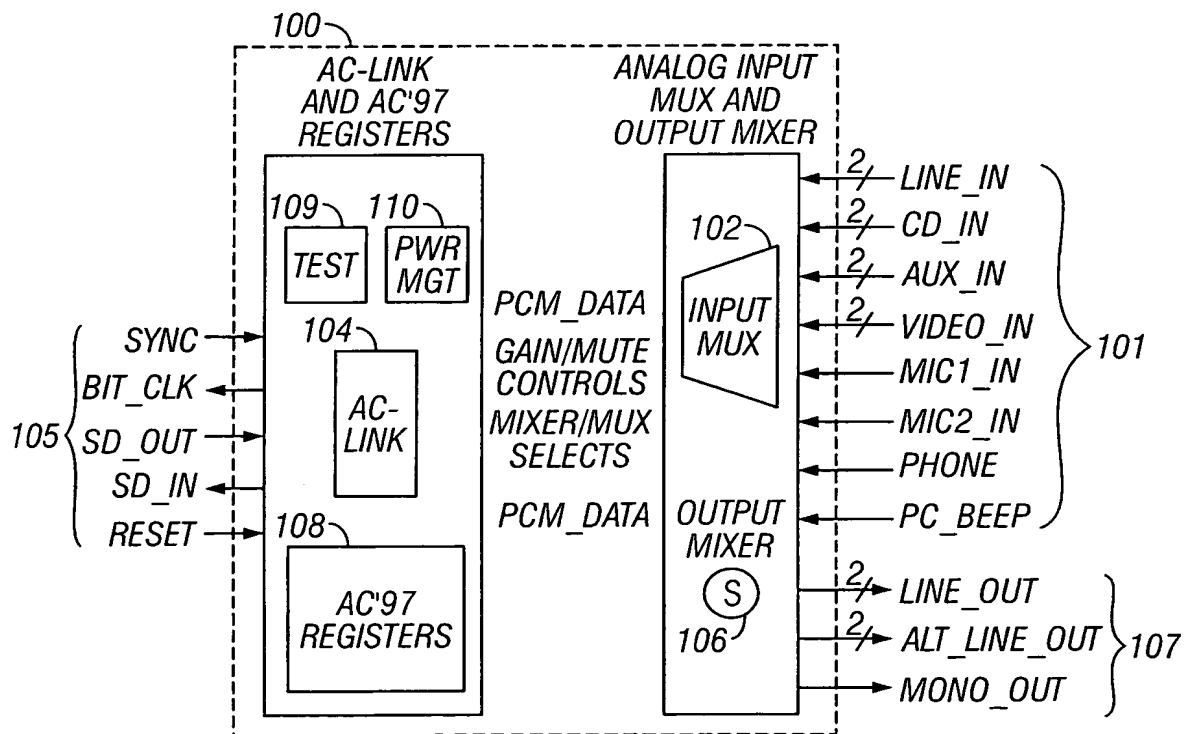 100
AC-LINK
AND AC'97
REGISTERS
ANALOG INPUT
MUX AND
OUTPUT MIXER
109
TEST
110
PWR
MGT
104
AC-
LINK
108
AC'97
REGISTERS
105
SYNC
BIT_CLK
SD_OUT
SD_IN
RESET
PCM_DATA
GAIN/MUTE
CONTROLS
MIXER/MUX
SELECTS
PCM_DATA
102
INPUT
MUX
OUTPUT
MIXER
S
106
2 LINE_IN
2 CD_IN
2 AUX_IN
2 VIDEO_IN
MIC1_IN
MIC2_IN
PHONE
PC_BEEP
101
2 LINE_OUT
2 ALT_LINE_OUT
MONO_OUT
107